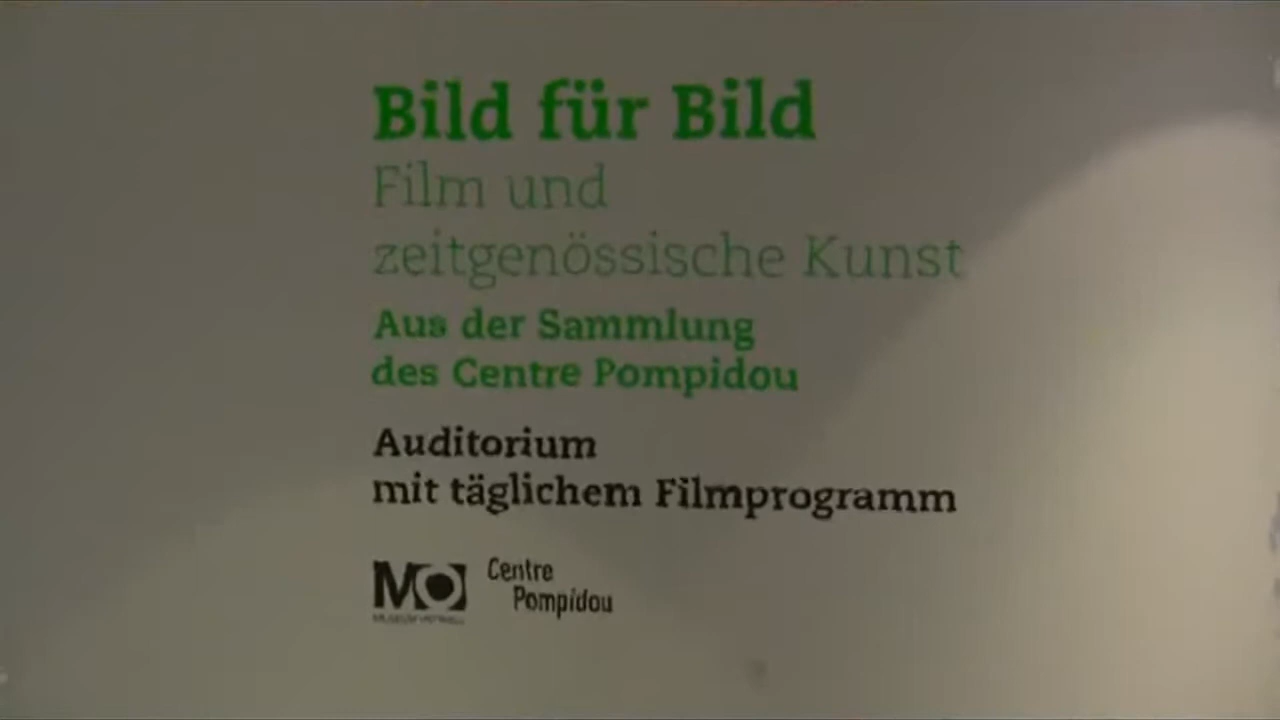 Bild für Bild
Film und
zeitgenössische Kunst
Aus der Sammlung
des Centre Pompidou
Auditorium
mit täglichem Filmprogramm
MO
Centre
Pompidou